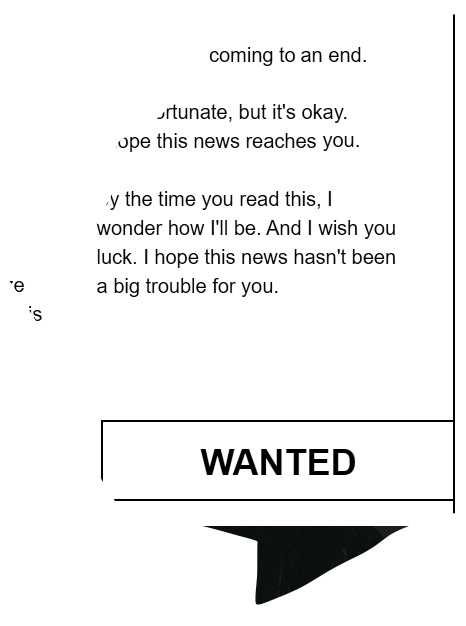 coming to an end.
but it's okay.
this news reaches you.
the time you read this, I
wonder how I'll be. And I wish you
luck. I hope this news hasn't been
a big trouble for you.
WANTED